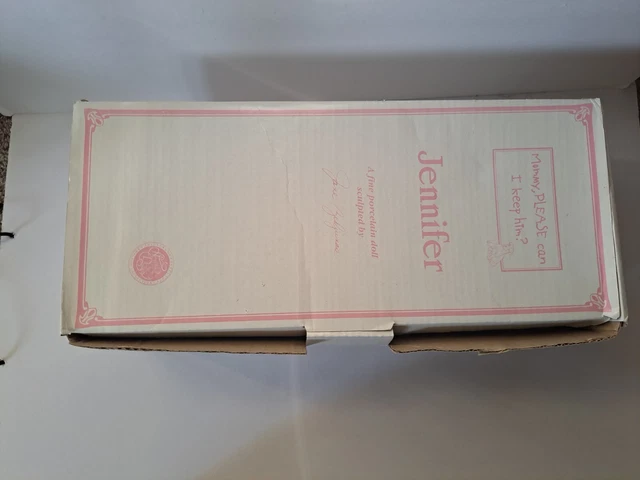 Mommy, PLEASE can
I keep him?
Jennifer
A fine porcelain doll
sculpted by